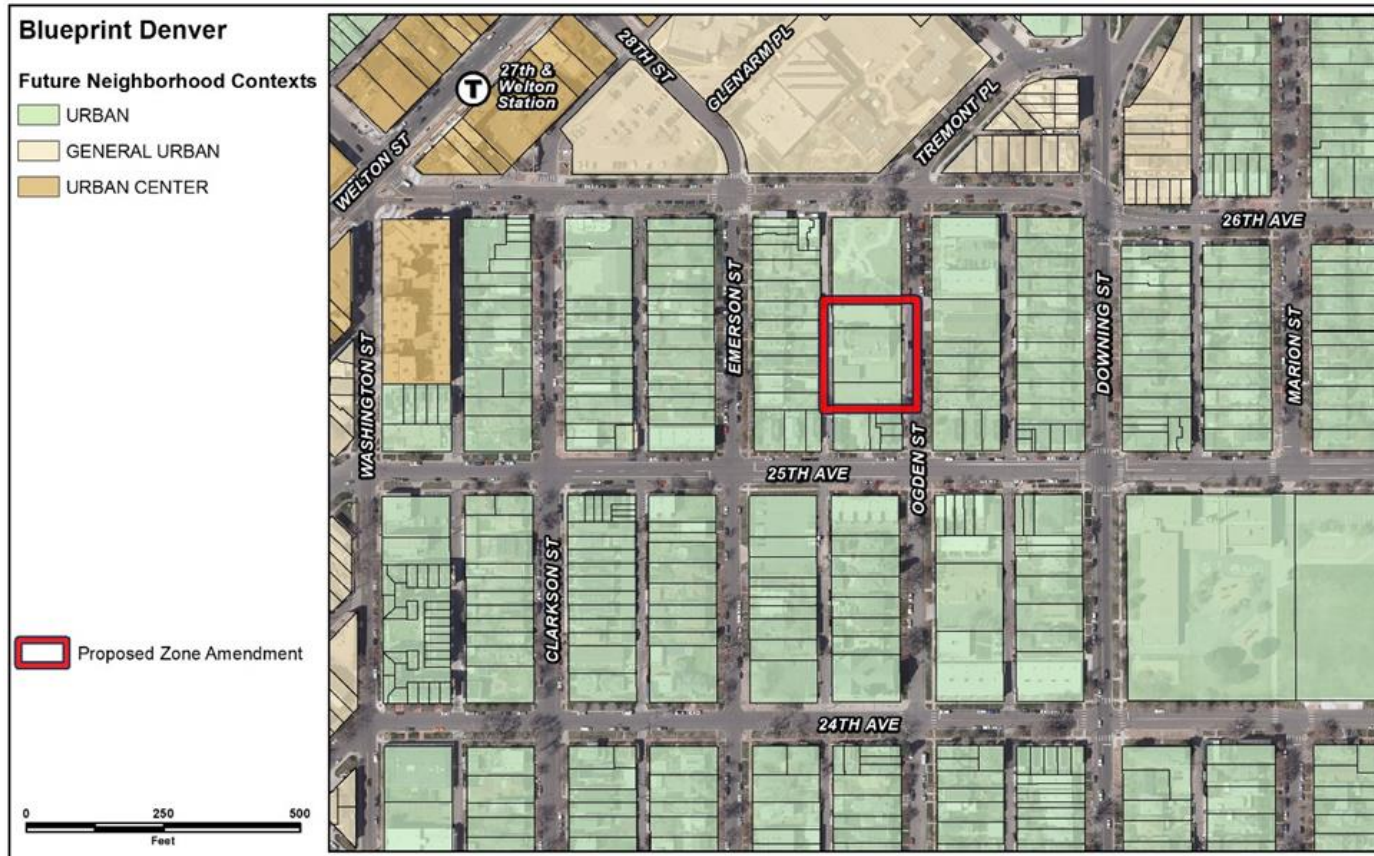 Blueprint Denver
Future Neighborhood Contexts
URBAN
GENERAL URBAN
URBAN CENTER
Proposed Zone Amendment
0 250 500
Feet
T
27th &
Welton
Station
28TH ST
GLENARM PL
TREMONT PL
WELTON ST
26TH AVE
WASHINGTON ST
EMERSON ST
DOWNING ST
MARION ST
25TH AVE
OGDEN ST
CLARKSON ST
24TH AVE